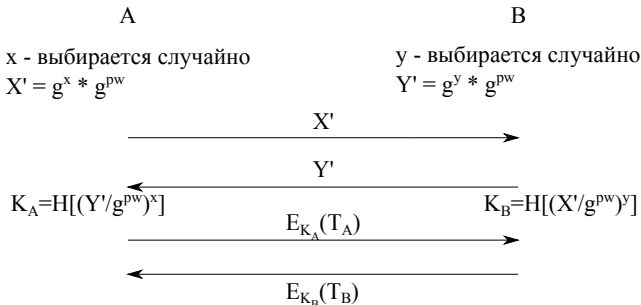 A
B
x - выбирается случайно
X' = g^x * g^pw
y - выбирается случайно
Y' = g^y * g^pw
X'
Y'
K_A=H[(Y'/g^pw)^x]
K_B=H[(X'/g^pw)^y]
E_K_A(T_A)
E_K_B(T_B)